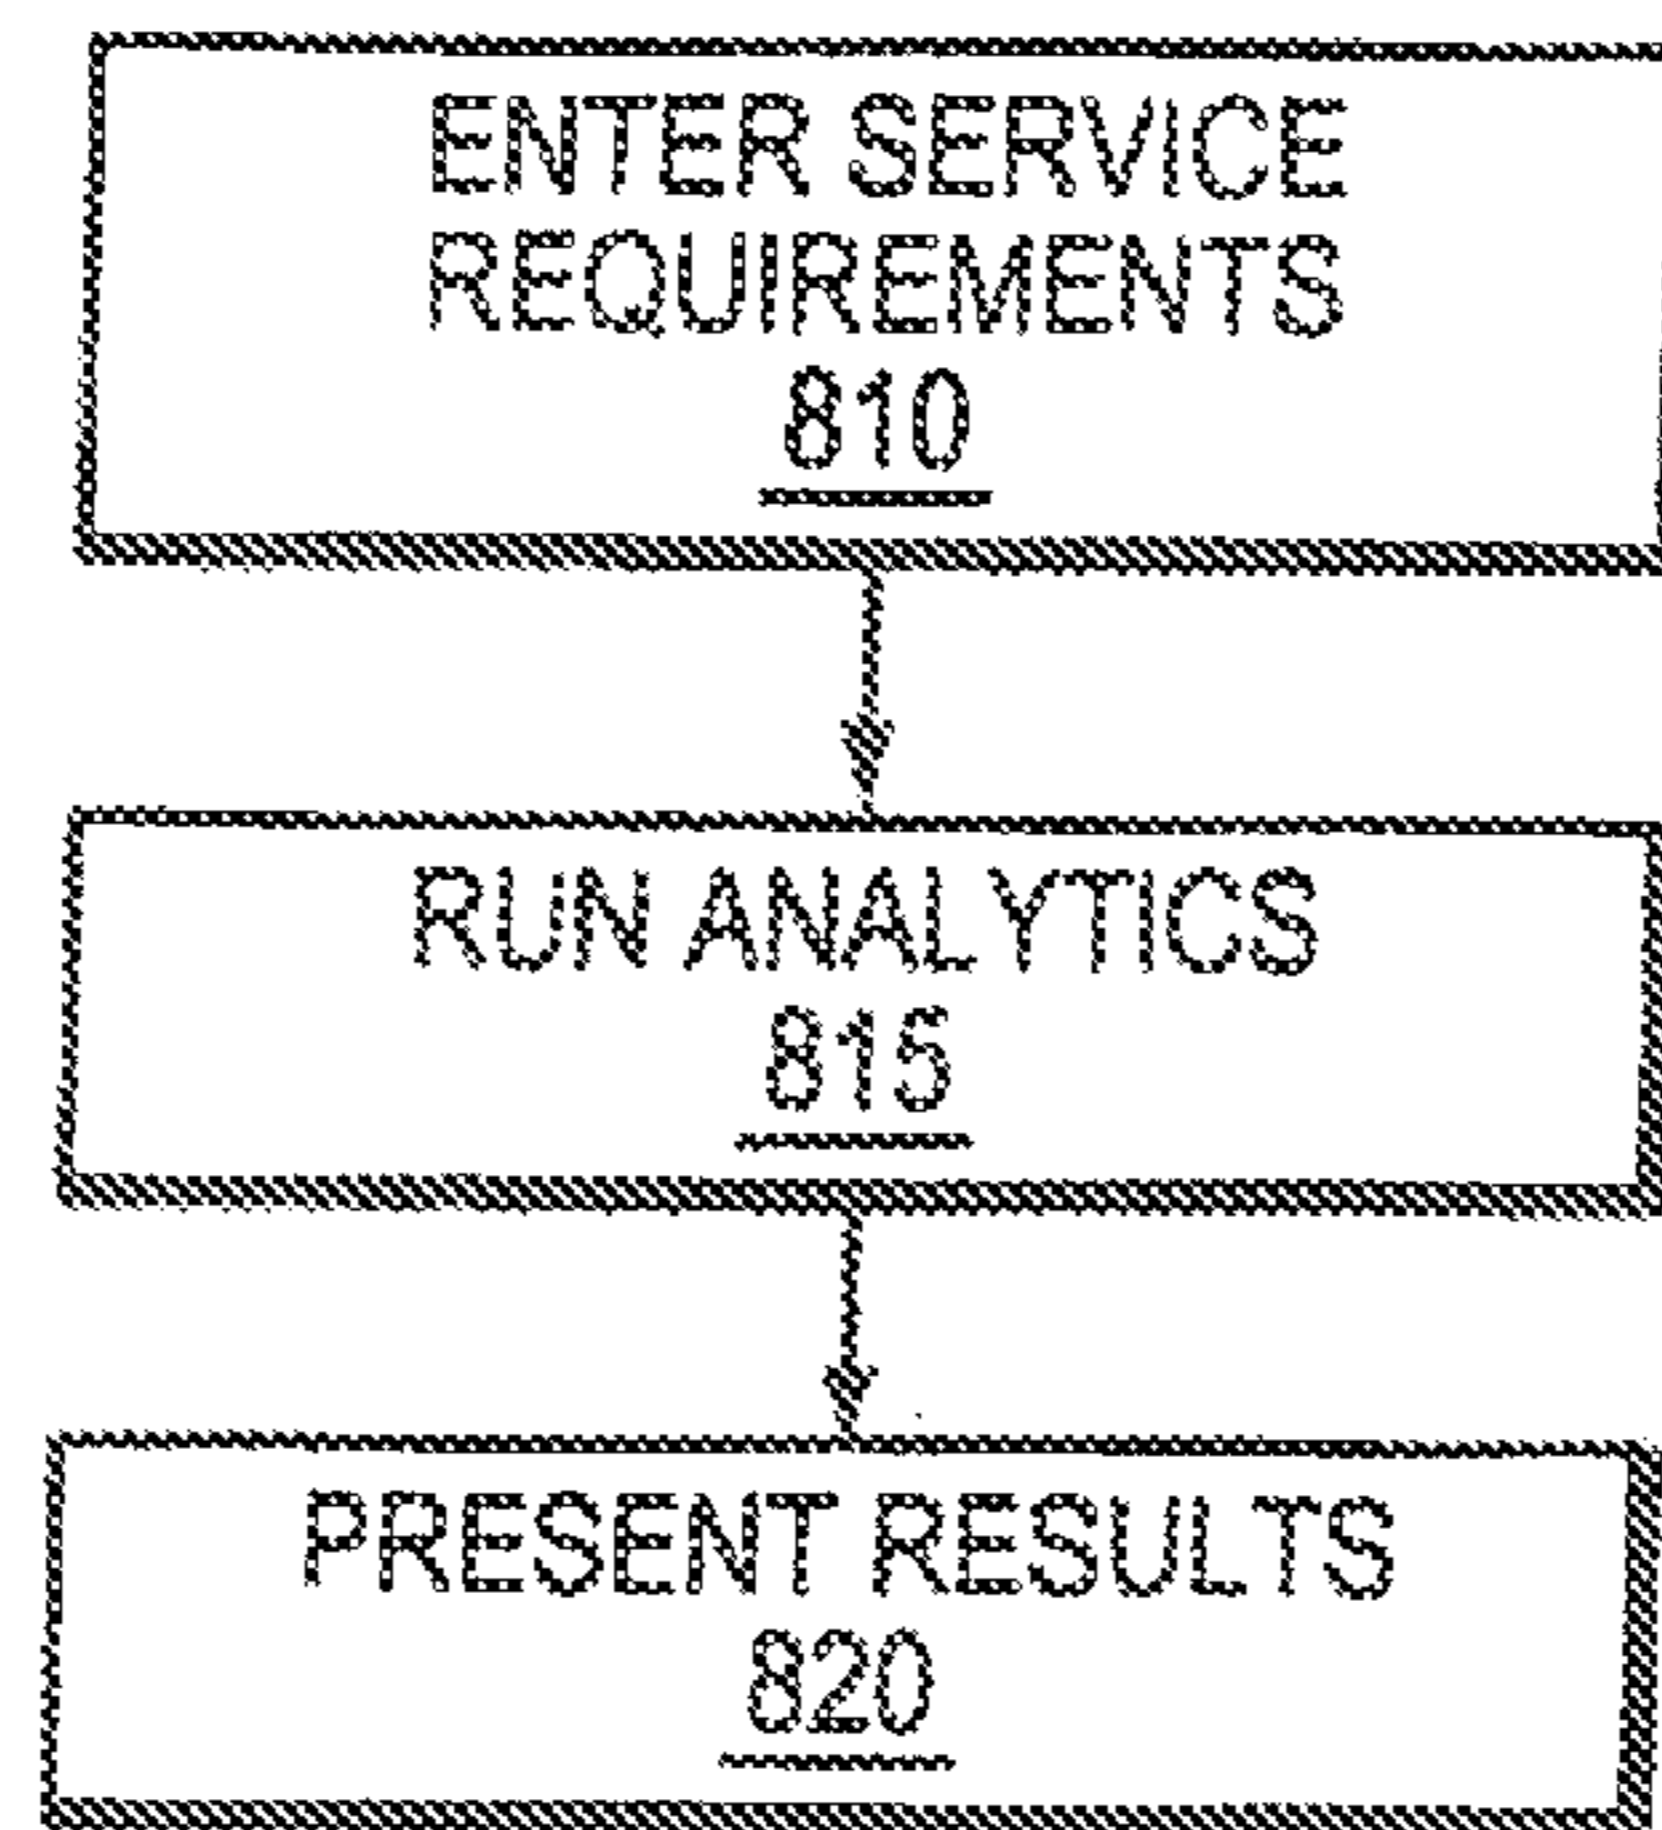 ENTER SERVICE
REQUIREMENTS
810
RUN ANALYTICS
815
PRESENT RESULTS
820